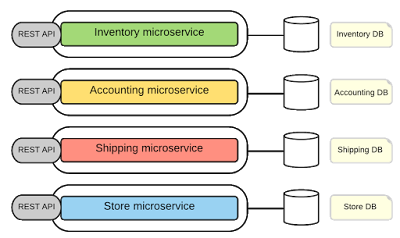 REST API Inventory microservice Inventory DB
REST API Accounting microservice Accounting DB
REST API Shipping microservice Shipping DB
REST API Store microservice Store DB